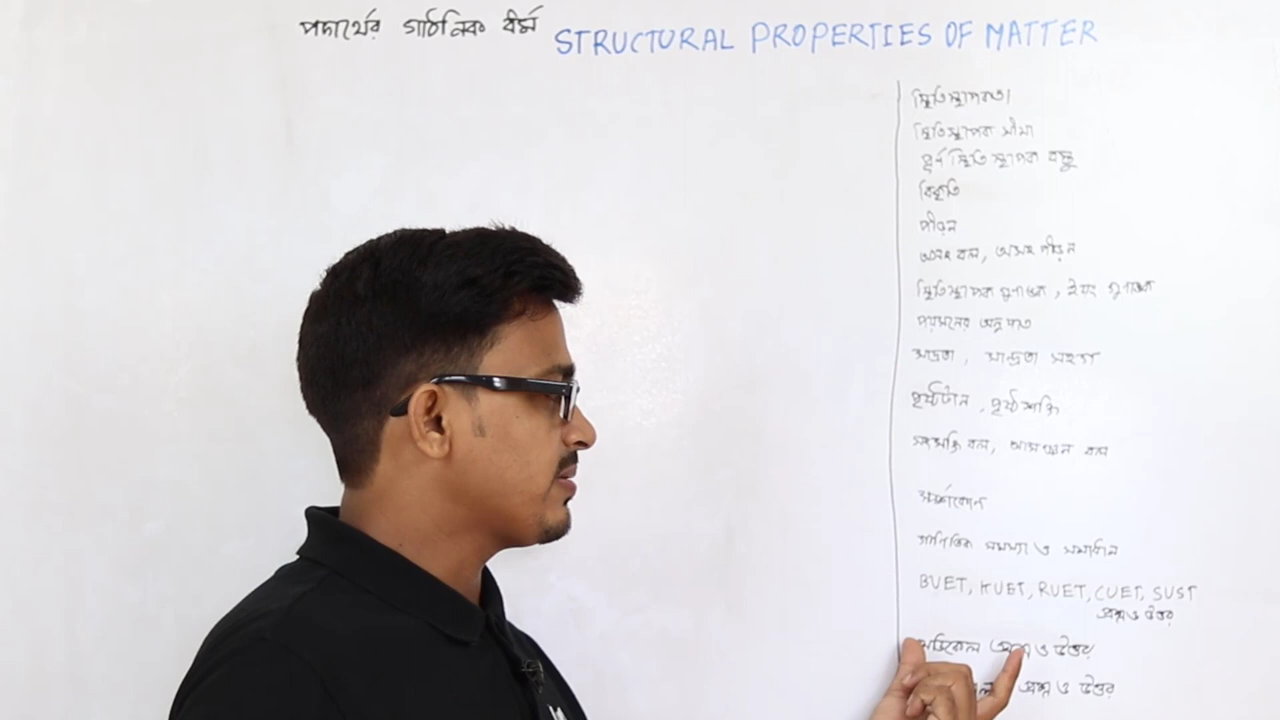 পদার্থের গাঠনিক ধর্ম STRUCTURAL PROPERTIES OF MATTER
স্থিতিস্থাপকতা
স্থিতিস্থাপক সীমা
পূর্ণ স্থিতিস্থাপক বস্তু
বিকৃতি
পীড়ন
অসহ বল, অসহ পীড়ন
স্থিতিস্থাপক গুণাঙ্ক, ইয়ং গুণাঙ্ক
পয়সনের অনুপাত
সান্দ্রতা, সান্দ্রতা সহগ
পৃষ্ঠটান, পৃষ্ঠশক্তি
সংসক্তি বল, আসঞ্জন বল
স্পর্শকোণ
গাণিতিক সমস্যা ও সমাধান
BUET, KUET, RUET, CUET, SUST
প্রশ্ন ও উত্তর
মেডিকেল প্রশ্ন ও উত্তর
প্রশ্ন ও উত্তর